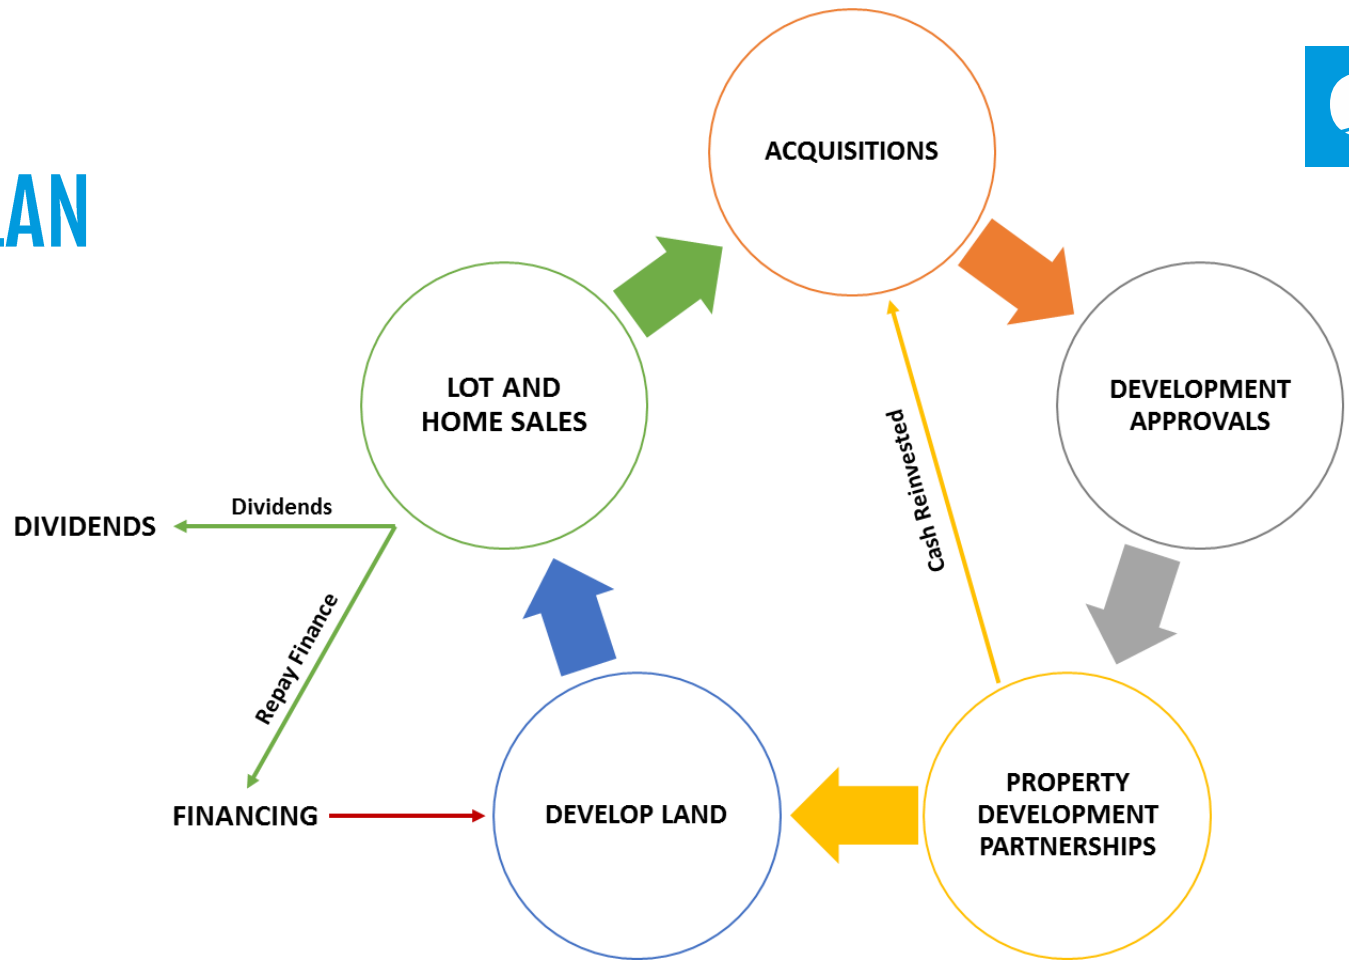 LAN
ACQUISITIONS
LOT AND
HOME SALES
DEVELOPMENT
APPROVALS
Cash Reinvested
Dividends
DIVIDENDS
Repay Finance
FINANCING
DEVELOP LAND
PROPERTY
DEVELOPMENT
PARTNERSHIPS